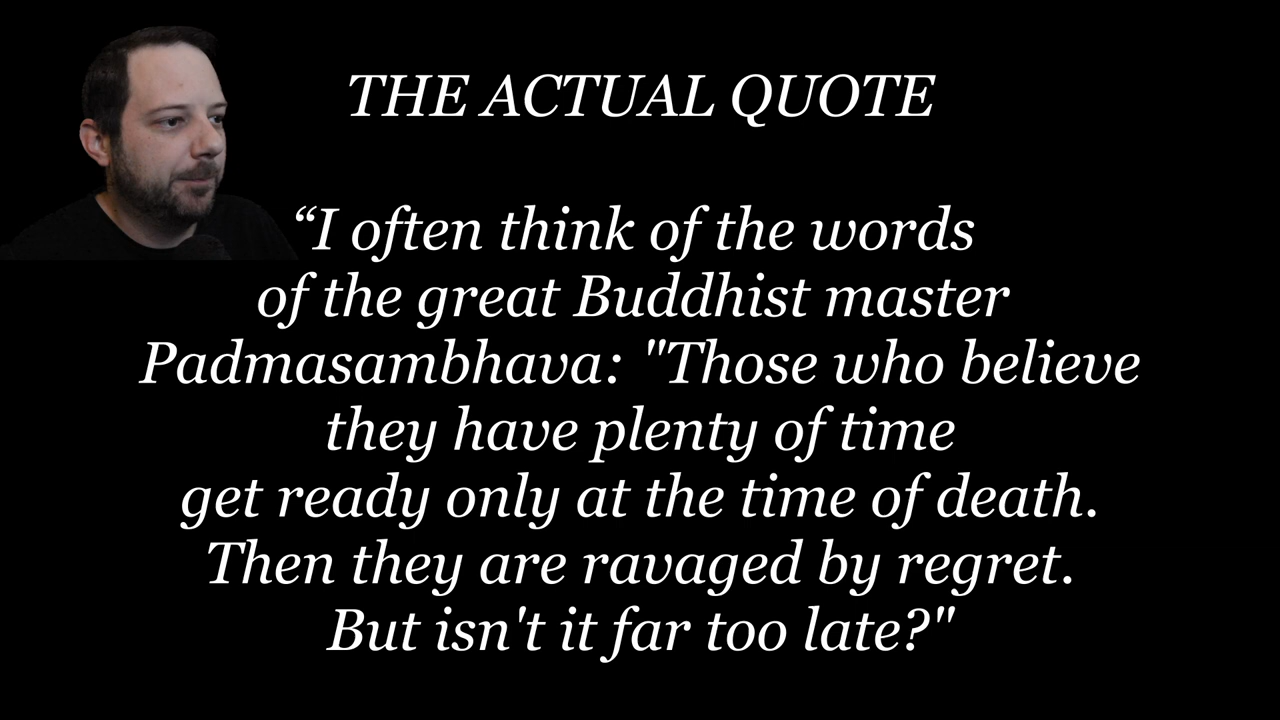 THE ACTUAL QUOTE
“I often think of the words
of the great Buddhist master
Padmasambhava: "Those who believe
they have plenty of time
get ready only at the time of death.
Then they are ravaged by regret.
But isn't it far too late?"